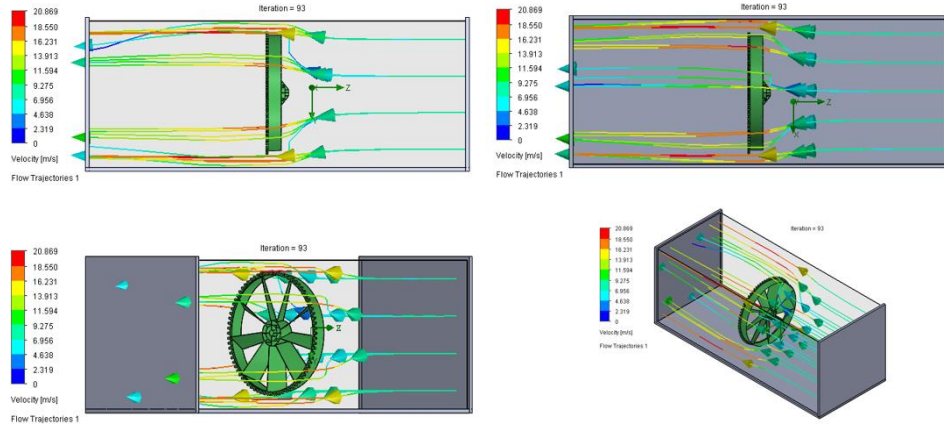 Iteration = 93
20.869
18.550
16.231
13.913
11.594
9.275
6.956
4.638
2.319
0
Velocity [m/s]
Flow Trajectories 1
Z
Iteration = 93
20.869
18.550
16.231
13.913
11.594
9.275
6.956
4.638
2.319
0
Velocity [m/s]
Flow Trajectories 1
Z
X
Iteration = 93
20.869
18.550
16.231
13.913
11.594
9.275
6.956
4.638
2.319
0
Velocity [m/s]
Flow Trajectories 1
Z
Iteration = 93
20.869
18.550
16.231
13.913
11.594
9.275
6.956
4.638
2.319
0
Velocity [m/s]
Flow Trajectories 1